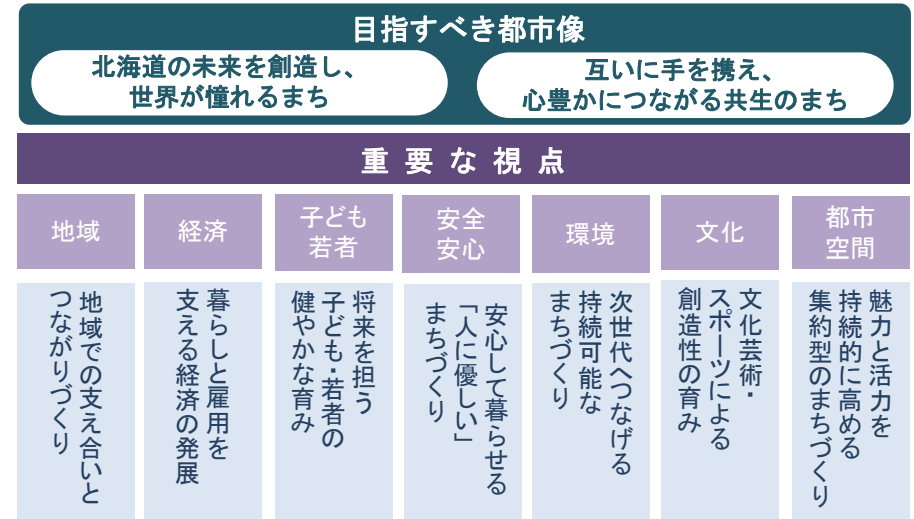 目指すべき都市像
北海道の未来を創造し、
世界が憧れるまち
互いに手を携え、
心豊かにつながる共生のまち
重要な視点
地域
地域での支え合いと
つながりづくり
経済
暮らしと雇用を
支える経済の発展
子ども
若者
将来を担う
子ども・若者の
健やかな育み
安全
安心
安心して暮らせる
「人に優しい」
まちづくり
環境
次世代へつなげる
持続可能な
まちづくり
文化
文化芸術・
スポーツによる
創造性の育み
都市
空間
魅力と活力を
持続的に高める
集約型のまちづくり